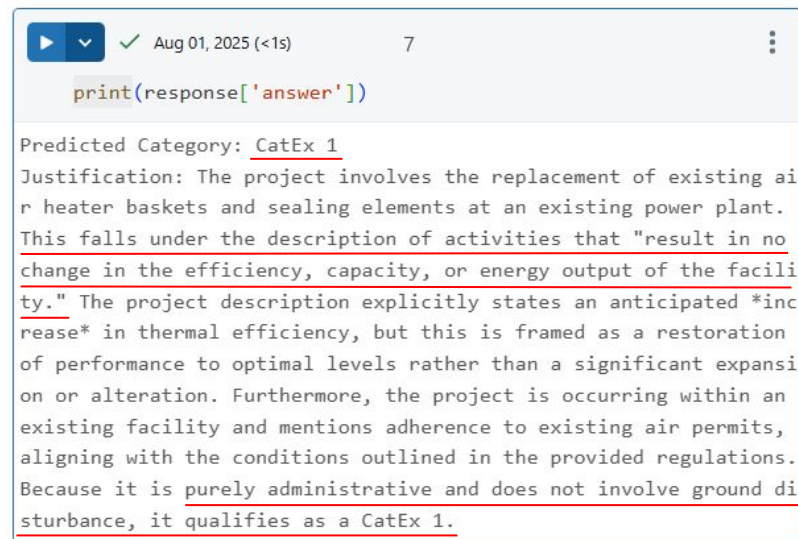 Aug 01, 2025 (<1s)
7
print(response['answer'])
Predicted Category: CatEx 1
Justification: The project involves the replacement of existing ai
r heater baskets and sealing elements at an existing power plant.
This falls under the description of activities that "result in no
change in the efficiency, capacity, or energy output of the facili
ty." The project description explicitly states an anticipated *inc
rease* in thermal efficiency, but this is framed as a restoration
of performance to optimal levels rather than a significant expansi
on or alteration. Furthermore, the project is occurring within an
existing facility and mentions adherence to existing air permits,
aligning with the conditions outlined in the provided regulations.
Because it is purely administrative and does not involve ground di
sturbance, it qualifies as a CatEx 1.